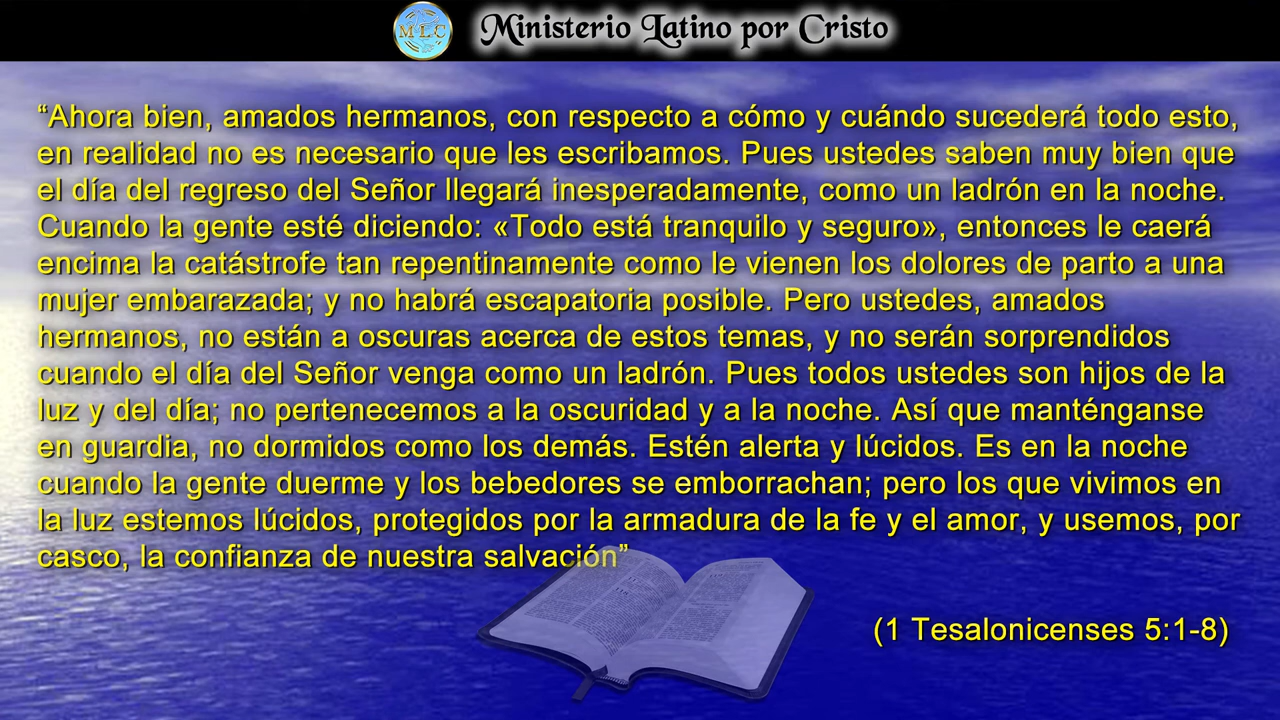 MLC
Ministerio Latino por Cristo
“Ahora bien, amados hermanos, con respecto a cómo y cuándo sucederá todo esto,
en realidad no es necesario que les escribamos. Pues ustedes saben muy bien que
el día del regreso del Señor llegará inesperadamente, como un ladrón en la noche.
Cuando la gente esté diciendo: «Todo está tranquilo y seguro», entonces le caerá
encima la catástrofe tan repentinamente como le vienen los dolores de parto a una
mujer embarazada; y no habrá escapatoria posible. Pero ustedes, amados
hermanos, no están a oscuras acerca de estos temas, y no serán sorprendidos
cuando el día del Señor venga como un ladrón. Pues todos ustedes son hijos de la
luz y del día; no pertenecemos a la oscuridad y a la noche. Así que manténganse
en guardia, no dormidos como los demás. Estén alerta y lúcidos. Es en la noche
cuando la gente duerme y los bebedores se emborrachan; pero los que vivimos en
la luz estemos lúcidos, protegidos por la armadura de la fe y el amor, y usemos, por
casco, la confianza de nuestra salvación”
(1 Tesalonicenses 5:1-8)